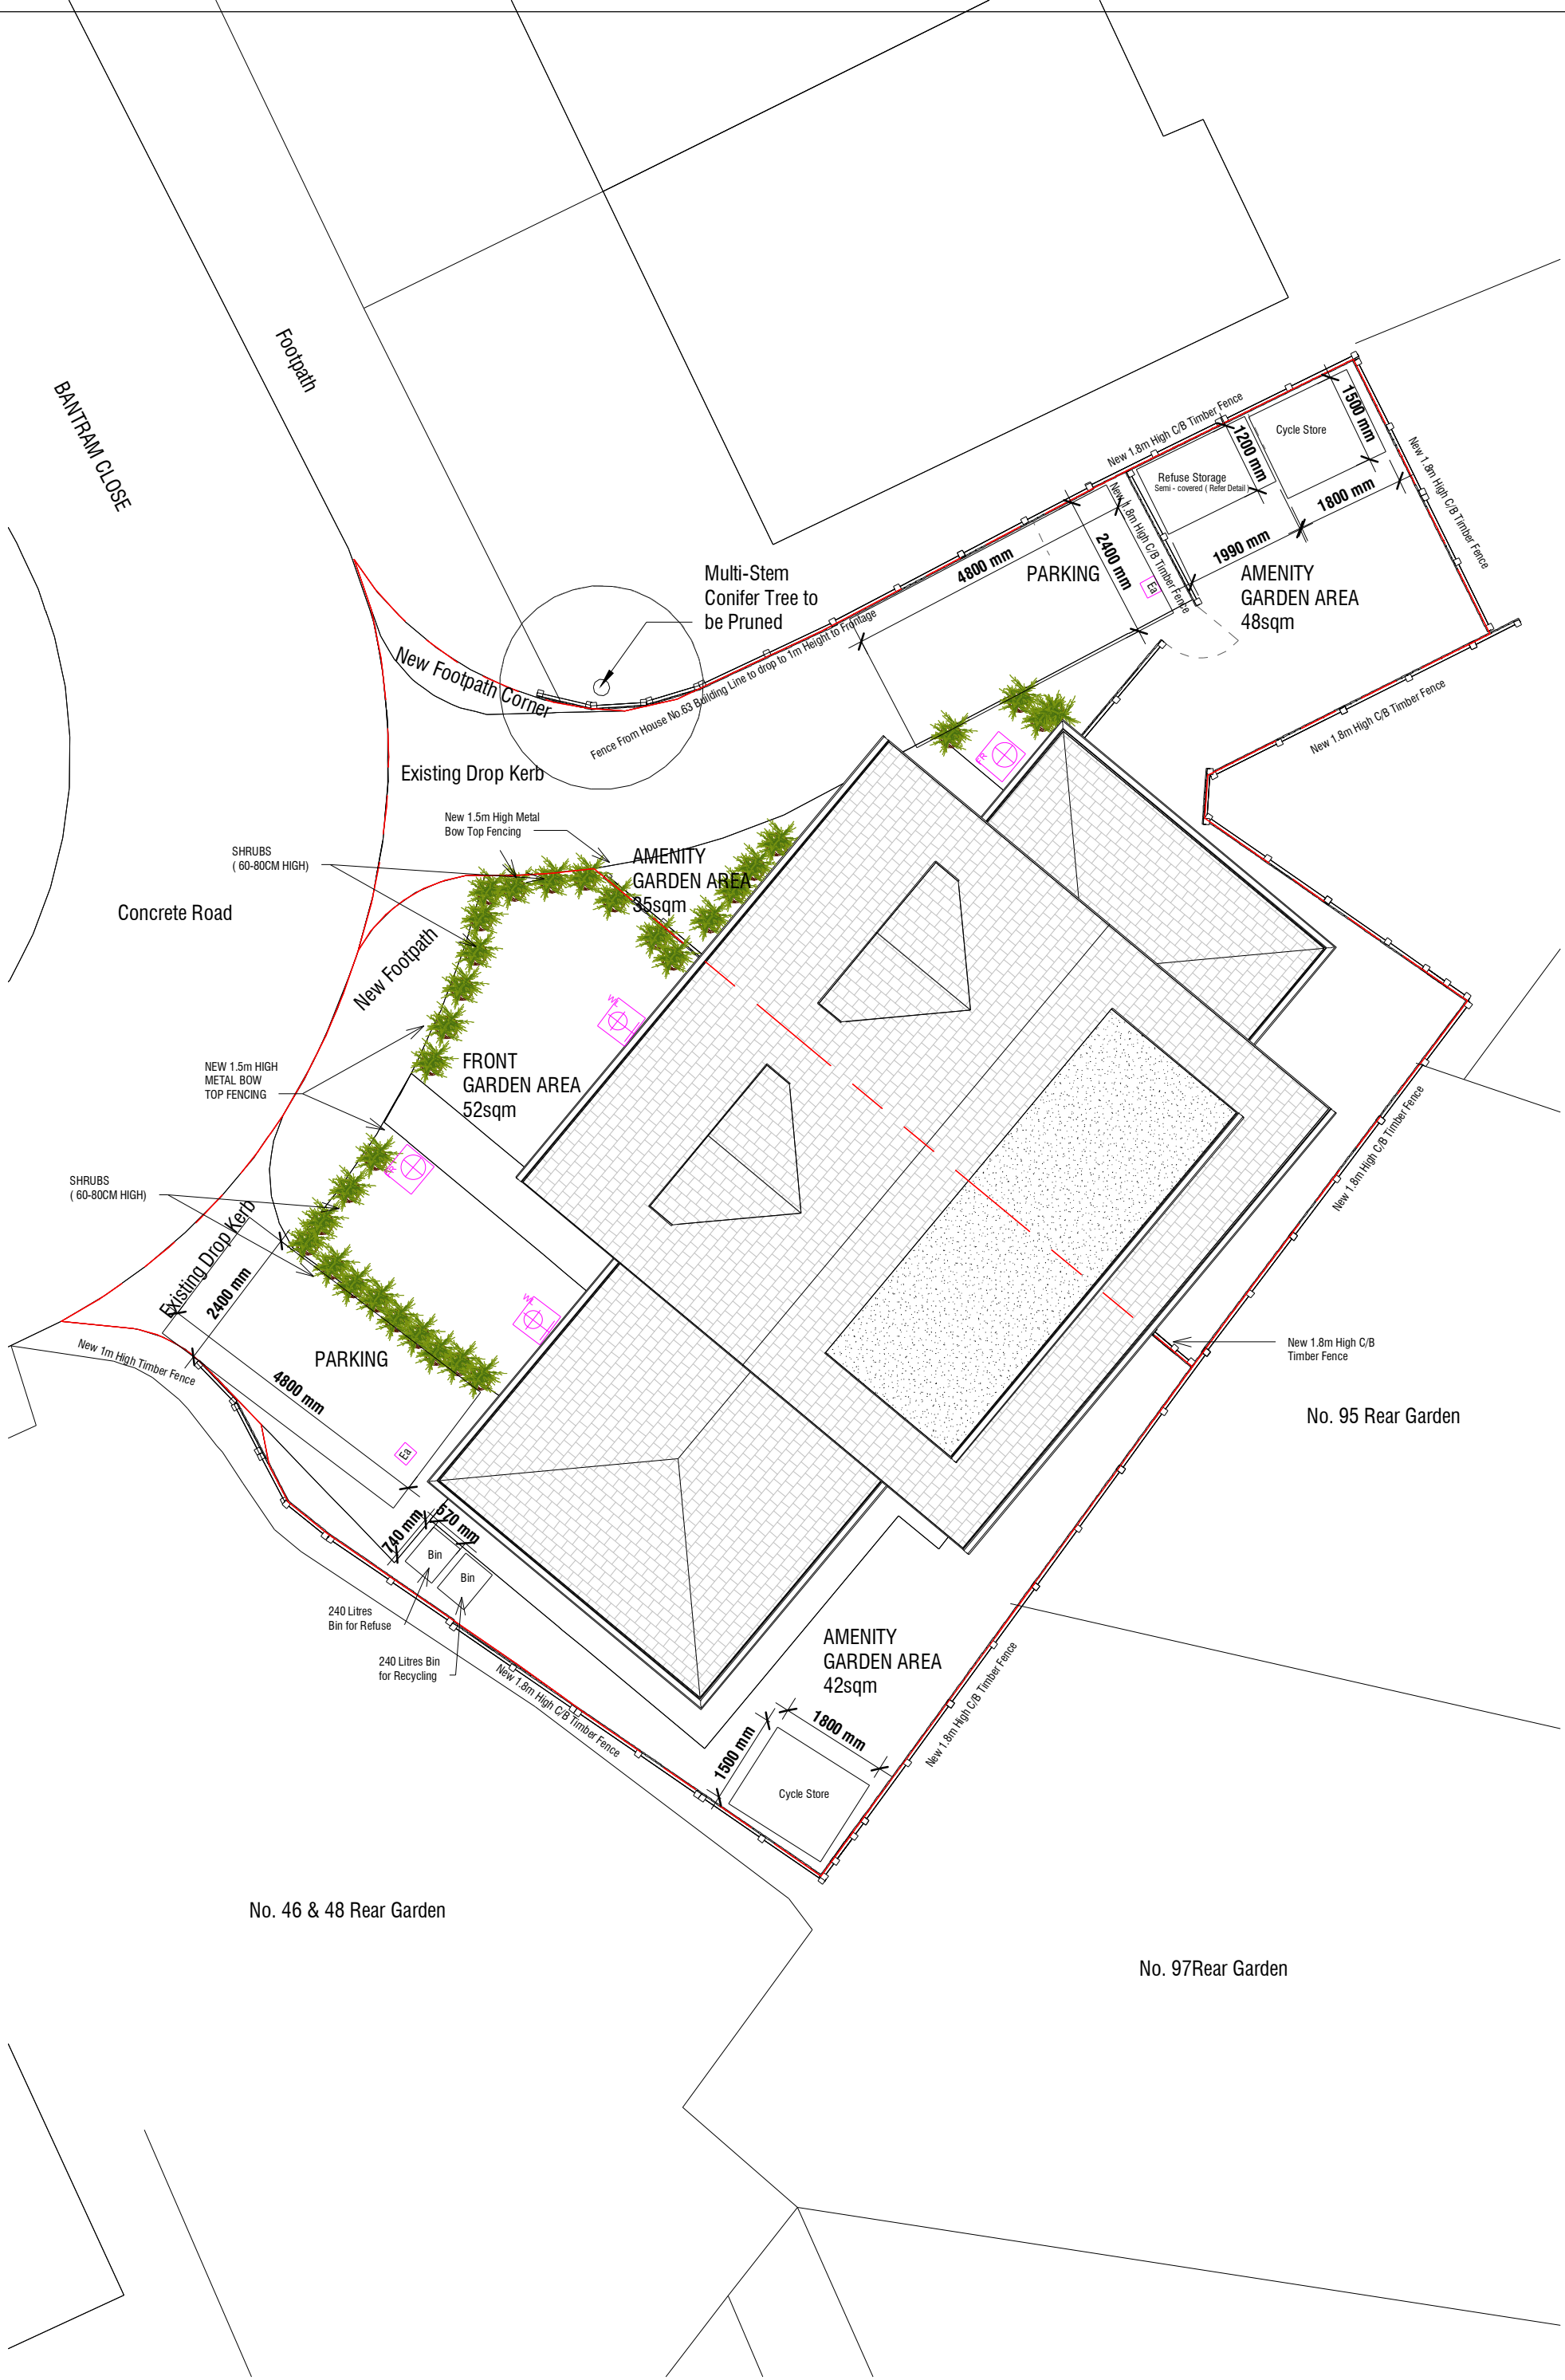 Footpath
BANTRAM CLOSE
New 1.8m High C/B Timber Fence
1500 mm
Cycle Store
1200 mm
Refuse Storage
Semi - covered ( Refer Detail )
1800 mm
New 1.8m High C/B Timber Fence
New 1.8m High C/B Timber Fence
1990 mm
2400 mm
4800 mm
PARKING
Ea
AMENITY
GARDEN AREA
48sqm
Multi-Stem
Conifer Tree to
be Pruned
New Footpath Corner
Fence From House No.63 Building Line to drop to 1m Height to Frontage
New 1.8m High C/B Timber Fence
FR
Existing Drop Kerb
New 1.5m High Metal
Bow Top Fencing
SHRUBS
( 60-80CM HIGH)
AMENITY
GARDEN AREA
35sqm
Concrete Road
New Footpath
WL
NEW 1.5m HIGH
METAL BOW
TOP FENCING
FRONT
GARDEN AREA
52sqm
FR
New 1.8m High C/B Timber Fence
SHRUBS
( 60-80CM HIGH)
Existing Drop Kerb
2400 mm
WL
New 1m High Timber Fence
PARKING
4800 mm
New 1.8m High C/B
Timber Fence
No. 95 Rear Garden
Ea
740 mm
570 mm
Bin
Bin
240 Litres
Bin for Refuse
240 Litres Bin
for Recycling
New 1.8m High C/B Timber Fence
AMENITY
GARDEN AREA
42sqm
New 1.8m High C/B Timber Fence
1500 mm
1800 mm
Cycle Store
No. 46 & 48 Rear Garden
No. 97Rear Garden